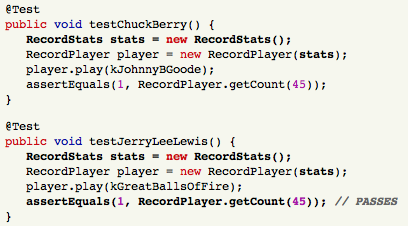 @Test
public void testChuckBerry() {
RecordStats stats = new RecordStats();
RecordPlayer player = new RecordPlayer(stats);
player.play(kJohnnyBGoode);
assertEquals(1, RecordPlayer.getCount(45));
}
@Test
public void testJerryLeeLewis() {
RecordStats stats = new RecordStats();
RecordPlayer player = new RecordPlayer(stats);
player.play(kGreatBallsOfFire);
assertEquals(1, RecordPlayer.getCount(45)); // PASSES
}